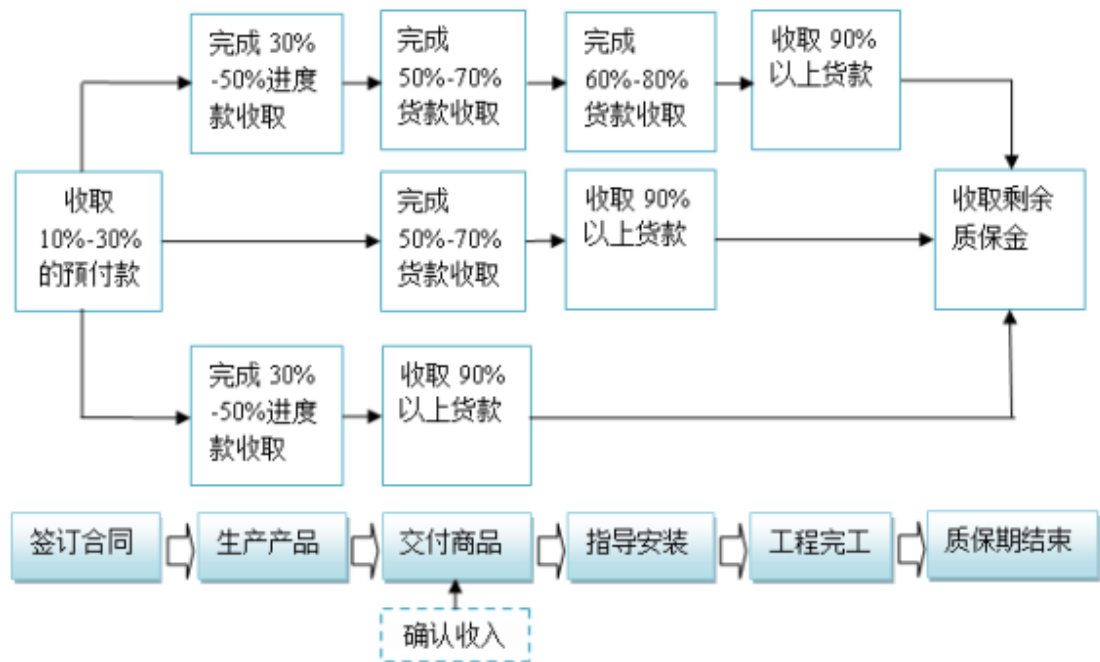 完成 30%
-50%进度
款收取
完成
50%-70%
货款收取
完成
60%-80%
货款收取
收取 90%
以上货款
收取
10%-30%
的预付款
完成
50%-70%
货款收取
收取 90%
以上货款
收取剩余
质保金
完成 30%
-50%进度
款收取
收取 90%
以上货款
签订合同
生产产品
交付商品
指导安装
工程完工
质保期结束
确认收入